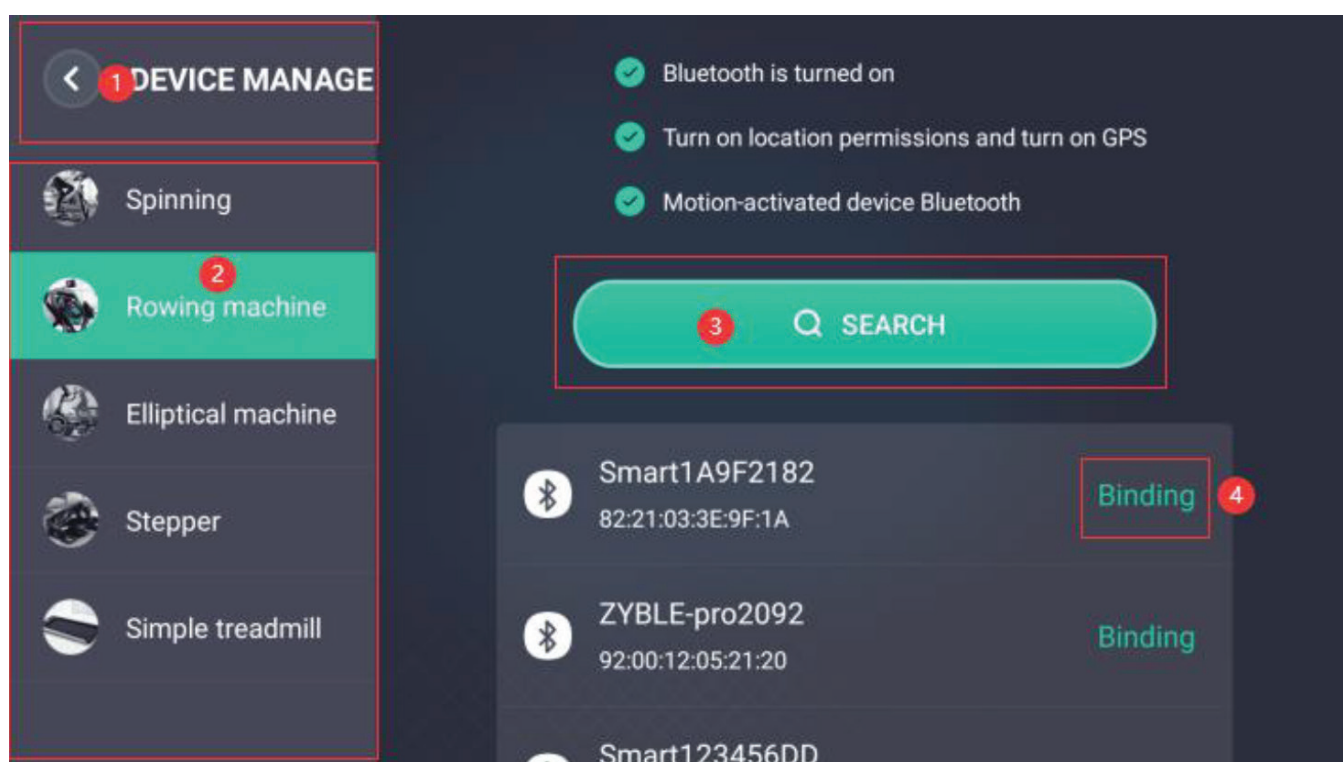 1 DEVICE MANAGE
Spinning
2
Rowing machine
Elliptical machine
Stepper
Simple treadmill
Bluetooth is turned on
Turn on location permissions and turn on GPS
Motion-activated device Bluetooth
3 SEARCH
Smart1A9F2182
82:21:03:3E:9F:1A
Binding 4
ZYBLE-pro2092
92:00:12:05:21:20
Binding
Smart123456DD